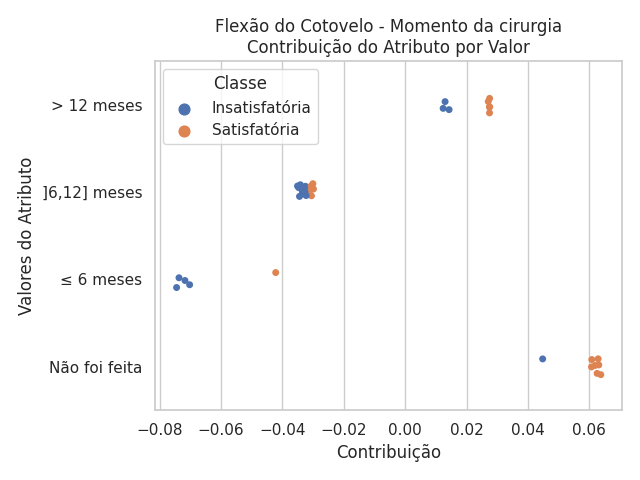 Flexão do Cotovelo - Momento da cirurgia
Contribuição do Atributo por Valor
Classe
Insatisfatória
Satisfatória
Valores do Atributo
> 12 meses
]6,12] meses
≤ 6 meses
Não foi feita
−0.08 −0.06 −0.04 −0.02 0.00 0.02 0.04 0.06
Contribuição